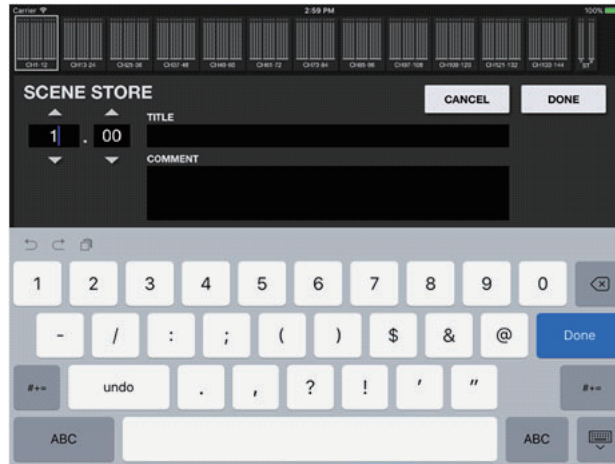 Carrier 2:59 PM 100%
CH1-12 CH13-24 CH25-36 CH37-48 CH49-60 CH61-72 CH73-84 CH85-96 CH97-108 CH109-120 CH121-132 CH133-144 ST
SCENE STORE CANCEL DONE
TITLE
1 . 00
COMMENT
1 2 3 4 5 6 7 8 9 0
- / : ; ( ) $ & @ Done
#+= undo . , ? ! ' " #+=
ABC ABC